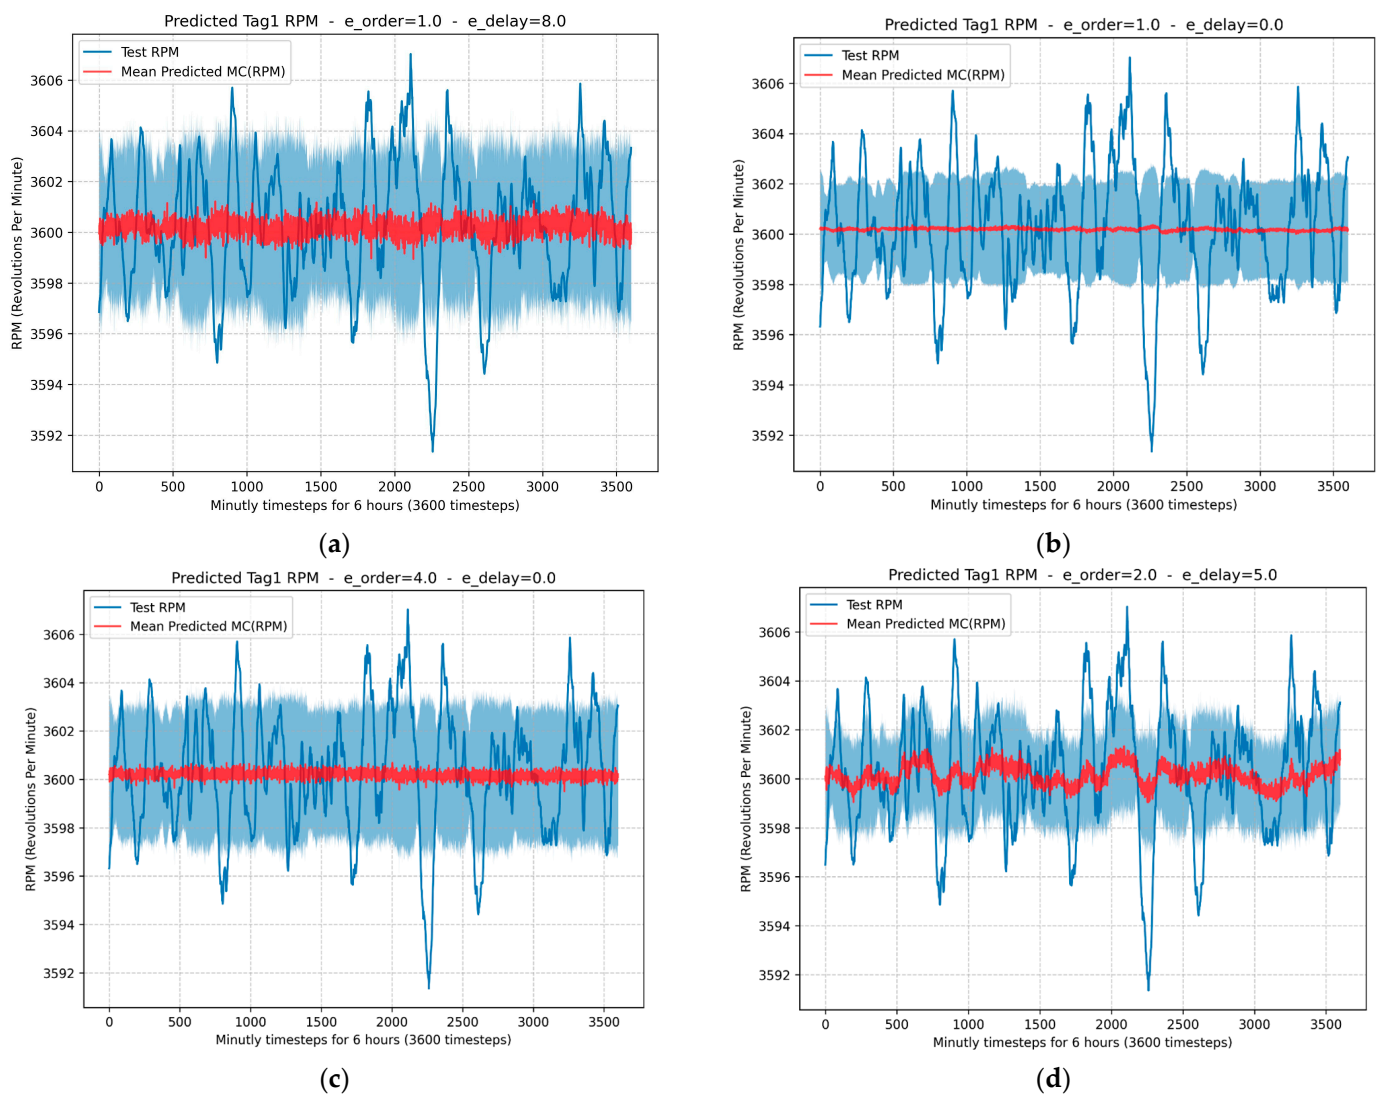 Predicted Tag1 RPM - e_order=1.0 - e_delay=8.0
Test RPM
Mean Predicted MC(RPM)
RPM (Revolutions Per Minute)
3606
3604
3602
3600
3598
3596
3594
3592
0 500 1000 1500 2000 2500 3000 3500
Minutly timesteps for 6 hours (3600 timesteps)
(a)
Predicted Tag1 RPM - e_order=1.0 - e_delay=0.0
Test RPM
Mean Predicted MC(RPM)
RPM (Revolutions Per Minute)
3606
3604
3602
3600
3598
3596
3594
3592
0 500 1000 1500 2000 2500 3000 3500
Minutly timesteps for 6 hours (3600 timesteps)
(b)
Predicted Tag1 RPM - e_order=4.0 - e_delay=0.0
Test RPM
Mean Predicted MC(RPM)
RPM (Revolutions Per Minute)
3606
3604
3602
3600
3598
3596
3594
3592
0 500 1000 1500 2000 2500 3000 3500
Minutly timesteps for 6 hours (3600 timesteps)
(c)
Predicted Tag1 RPM - e_order=2.0 - e_delay=5.0
Test RPM
Mean Predicted MC(RPM)
RPM (Revolutions Per Minute)
3606
3604
3602
3600
3598
3596
3594
3592
0 500 1000 1500 2000 2500 3000 3500
Minutly timesteps for 6 hours (3600 timesteps)
(d)